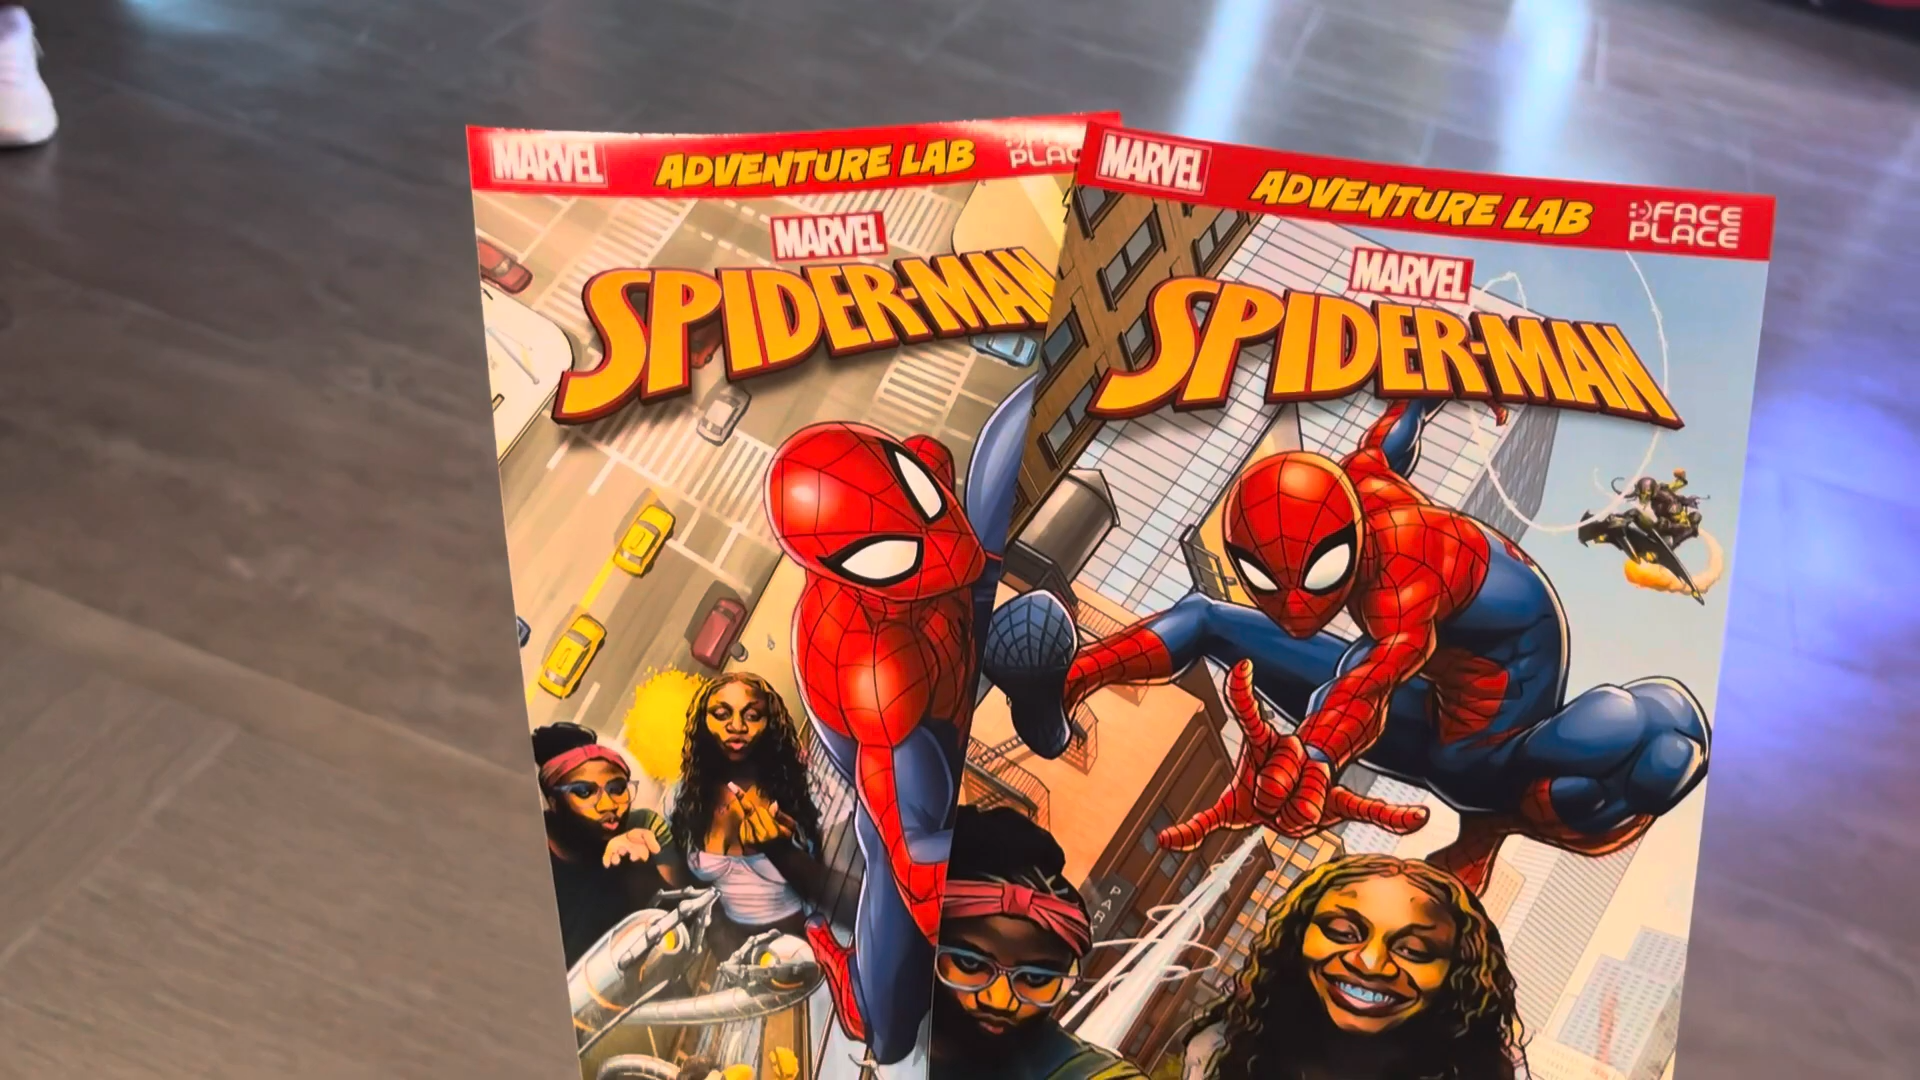 MARVEL ADVENTURE LAB
MARVEL
SPIDER-MAN
MARVEL ADVENTURE LAB :)FACE PLACE
MARVEL
SPIDER-MAN